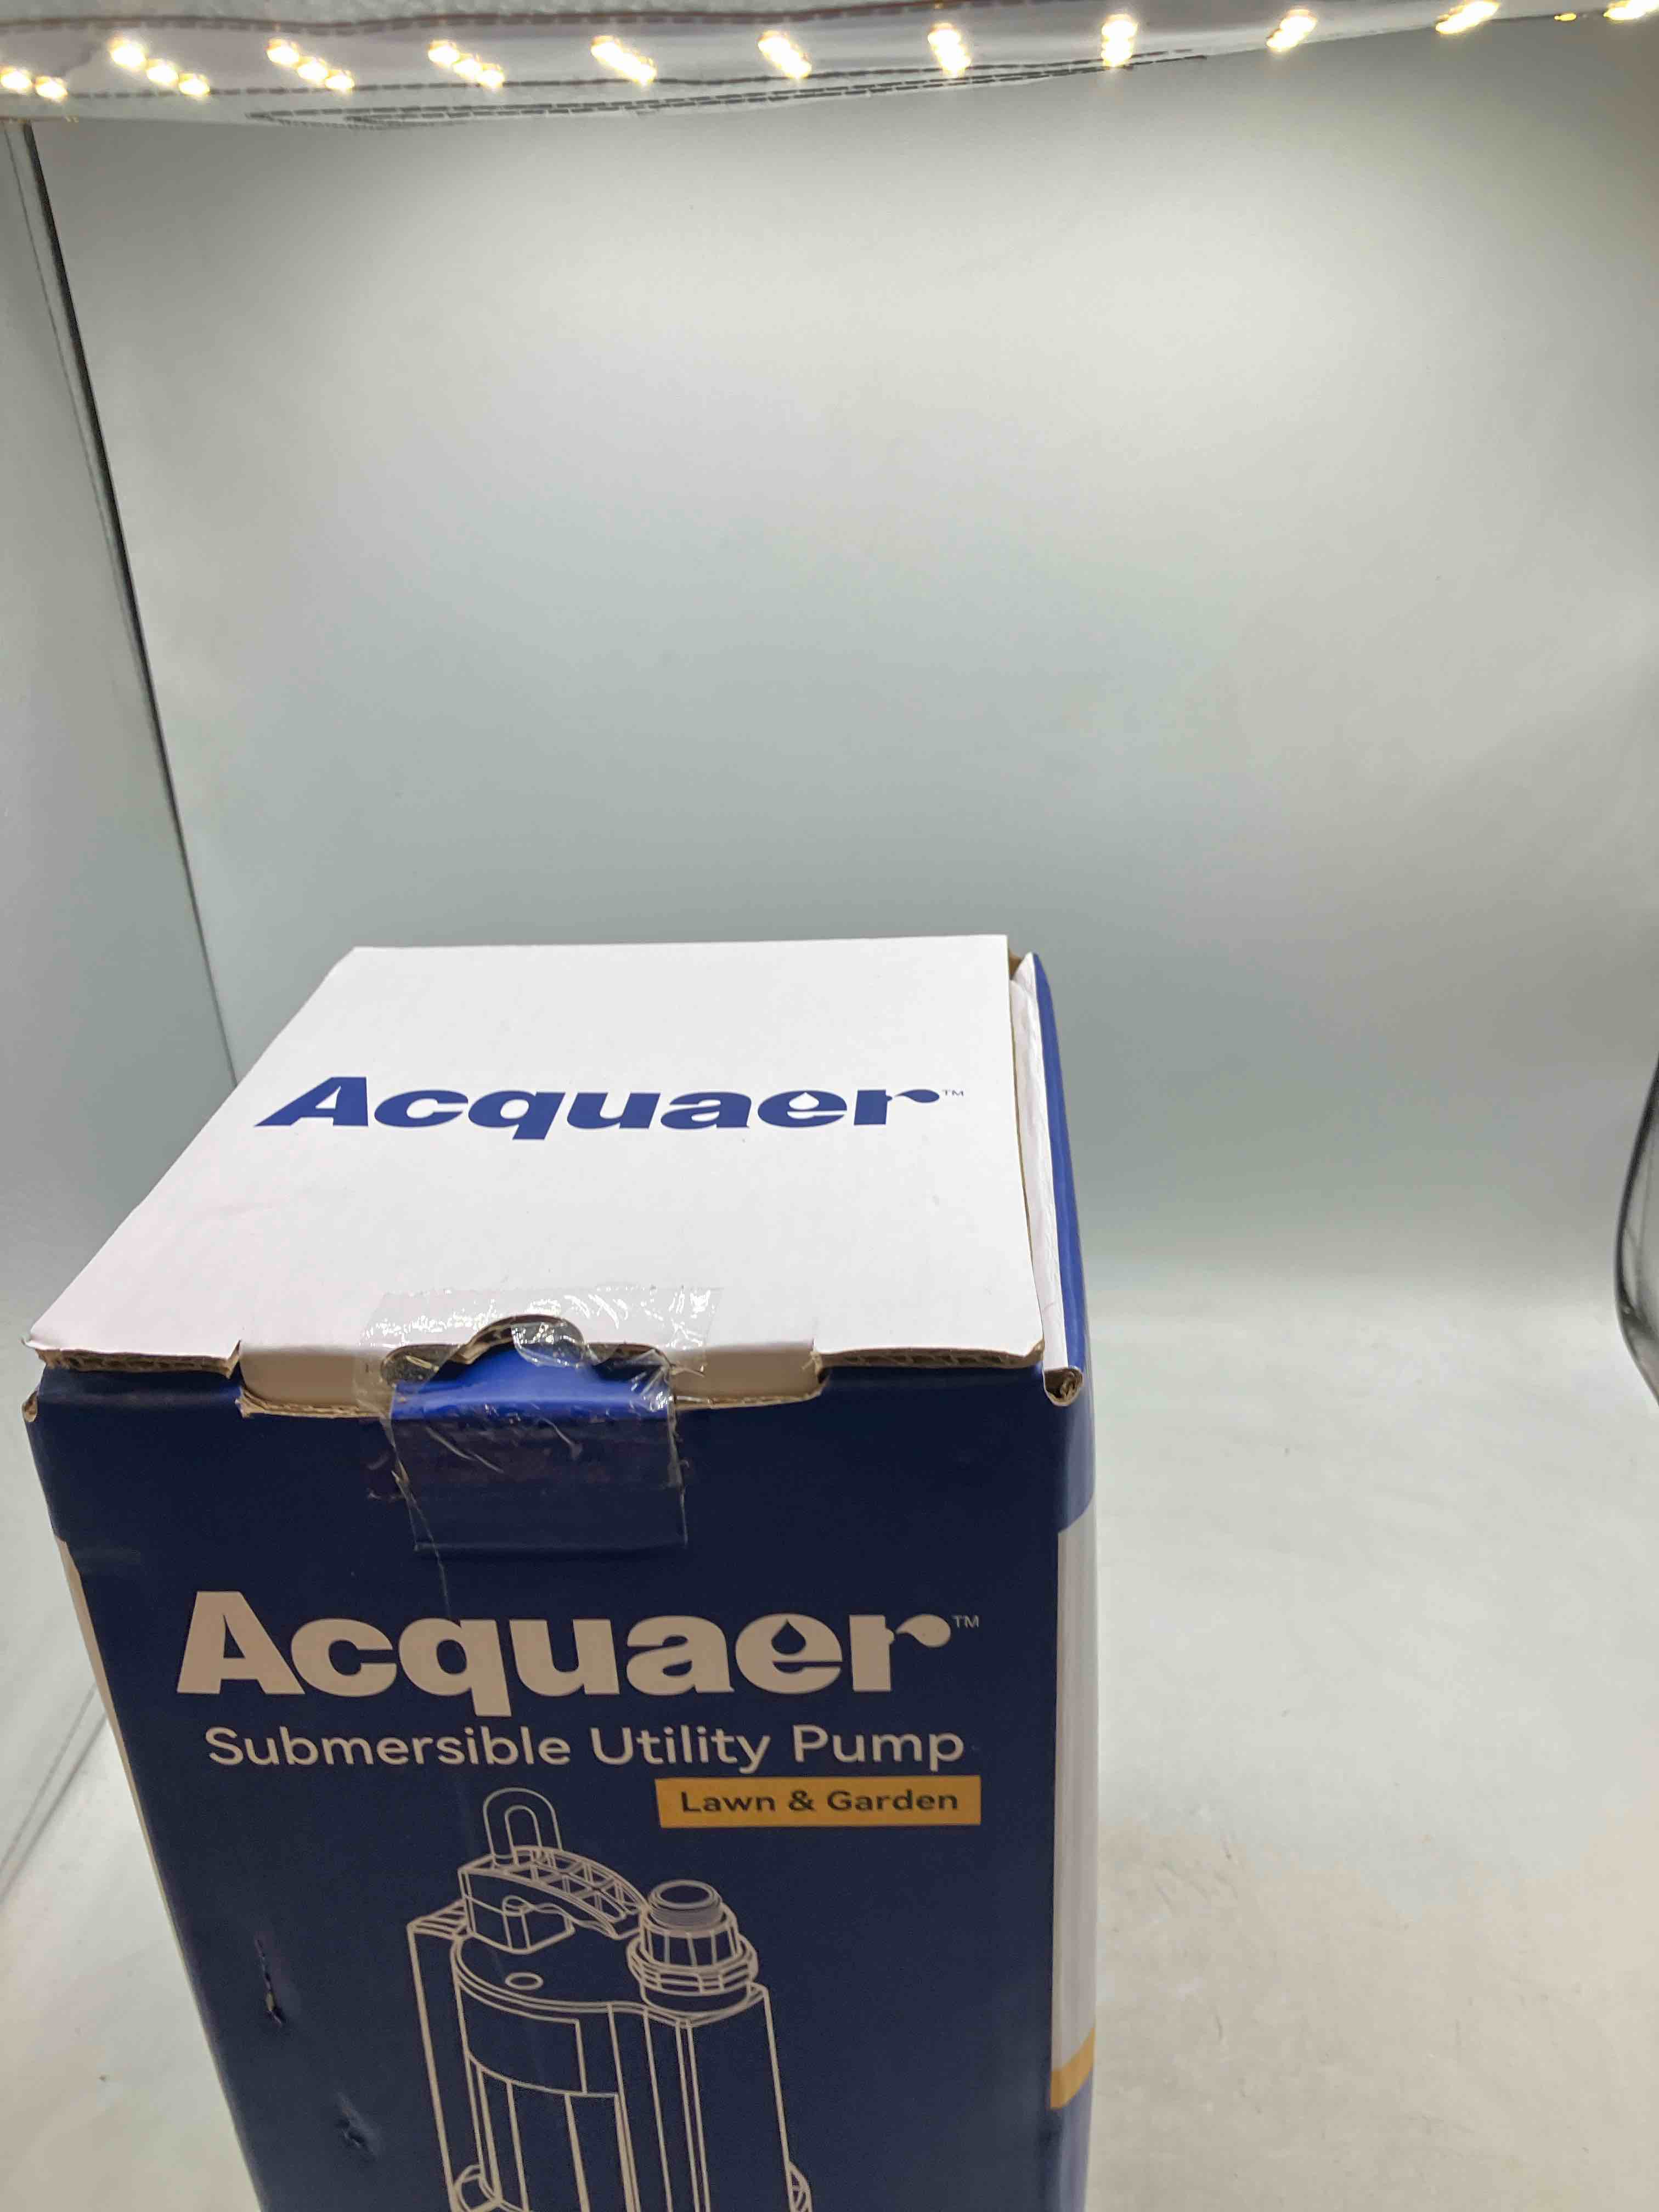 Acquaer™
Acquaer™
Submersible Utility Pump
Lawn & Garden